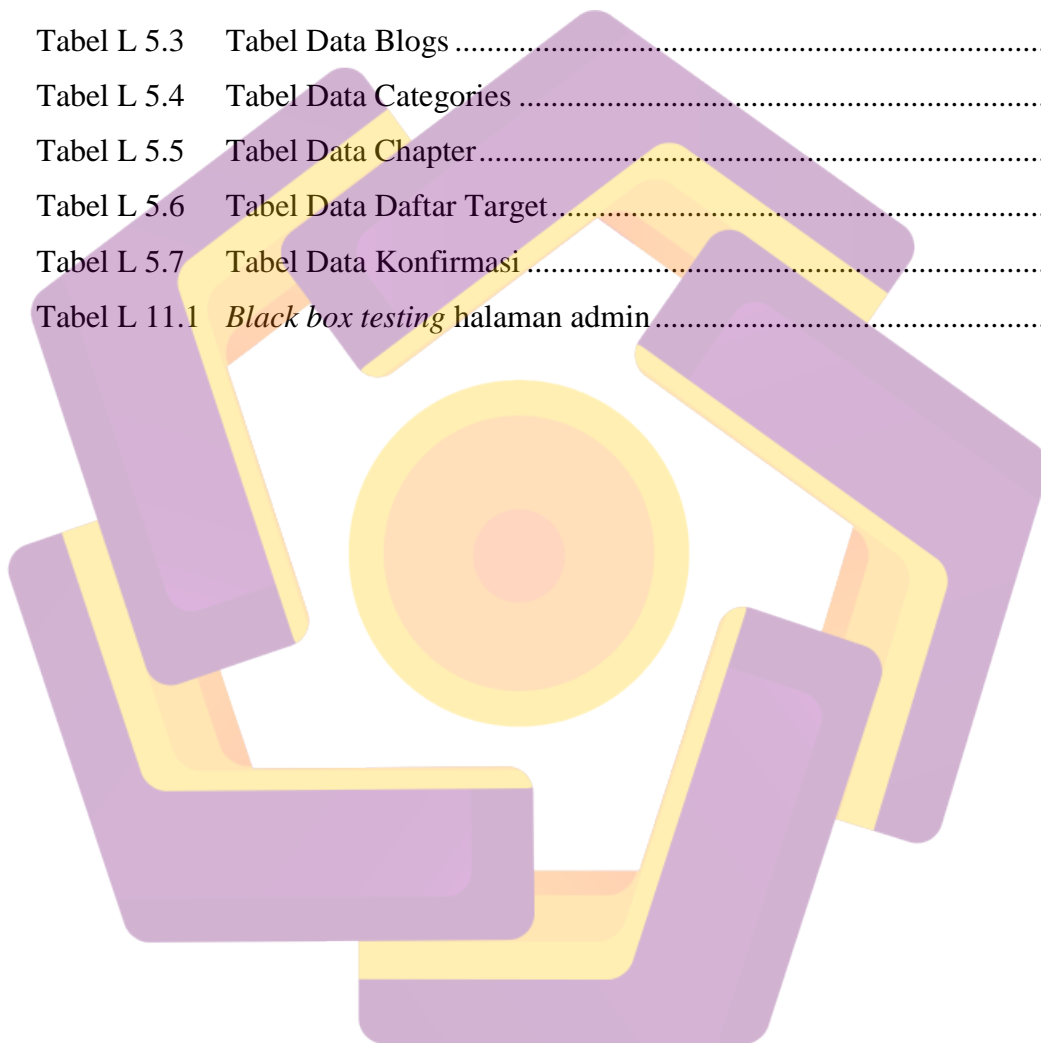 Tabel L 5.3 Tabel Data Blogs ..........................................................................
Tabel L 5.4 Tabel Data Categories .................................................................
Tabel L 5.5 Tabel Data Chapter.......................................................................
Tabel L 5.6 Tabel Data Daftar Target..............................................................
Tabel L 5.7 Tabel Data Konfirmasi ................................................................
Tabel L 11.1 Black box testing halaman admin................................................